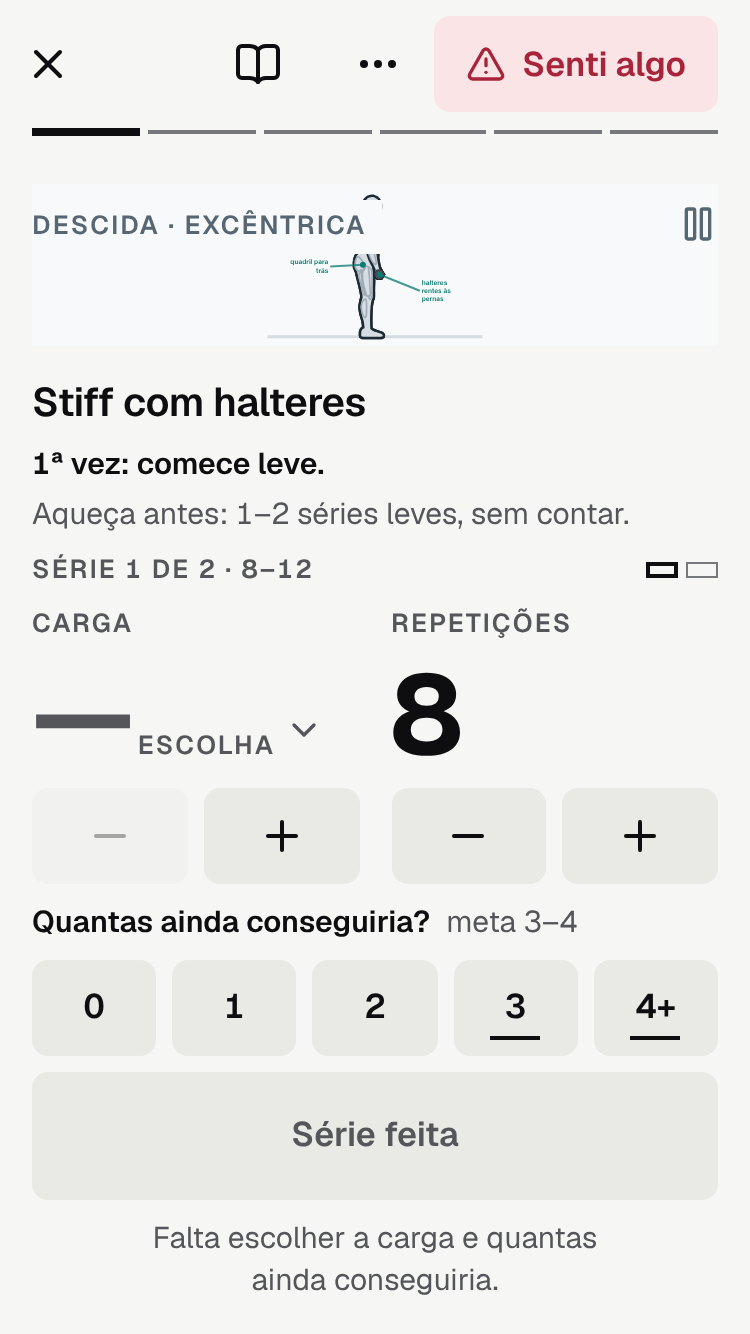 Senti algo
DESCIDA · EXCÊNTRICA
quadril para
trás
halteres
rentes às
pernas
Stiff com halteres
1ª vez: comece leve.
Aqueça antes: 1–2 séries leves, sem contar.
SÉRIE 1 DE 2 · 8–12
CARGA
REPETIÇÕES
— ESCOLHA
8
Quantas ainda conseguiria? meta 3–4
0 1 2 3 4+
Série feita
Falta escolher a carga e quantas
ainda conseguiria.